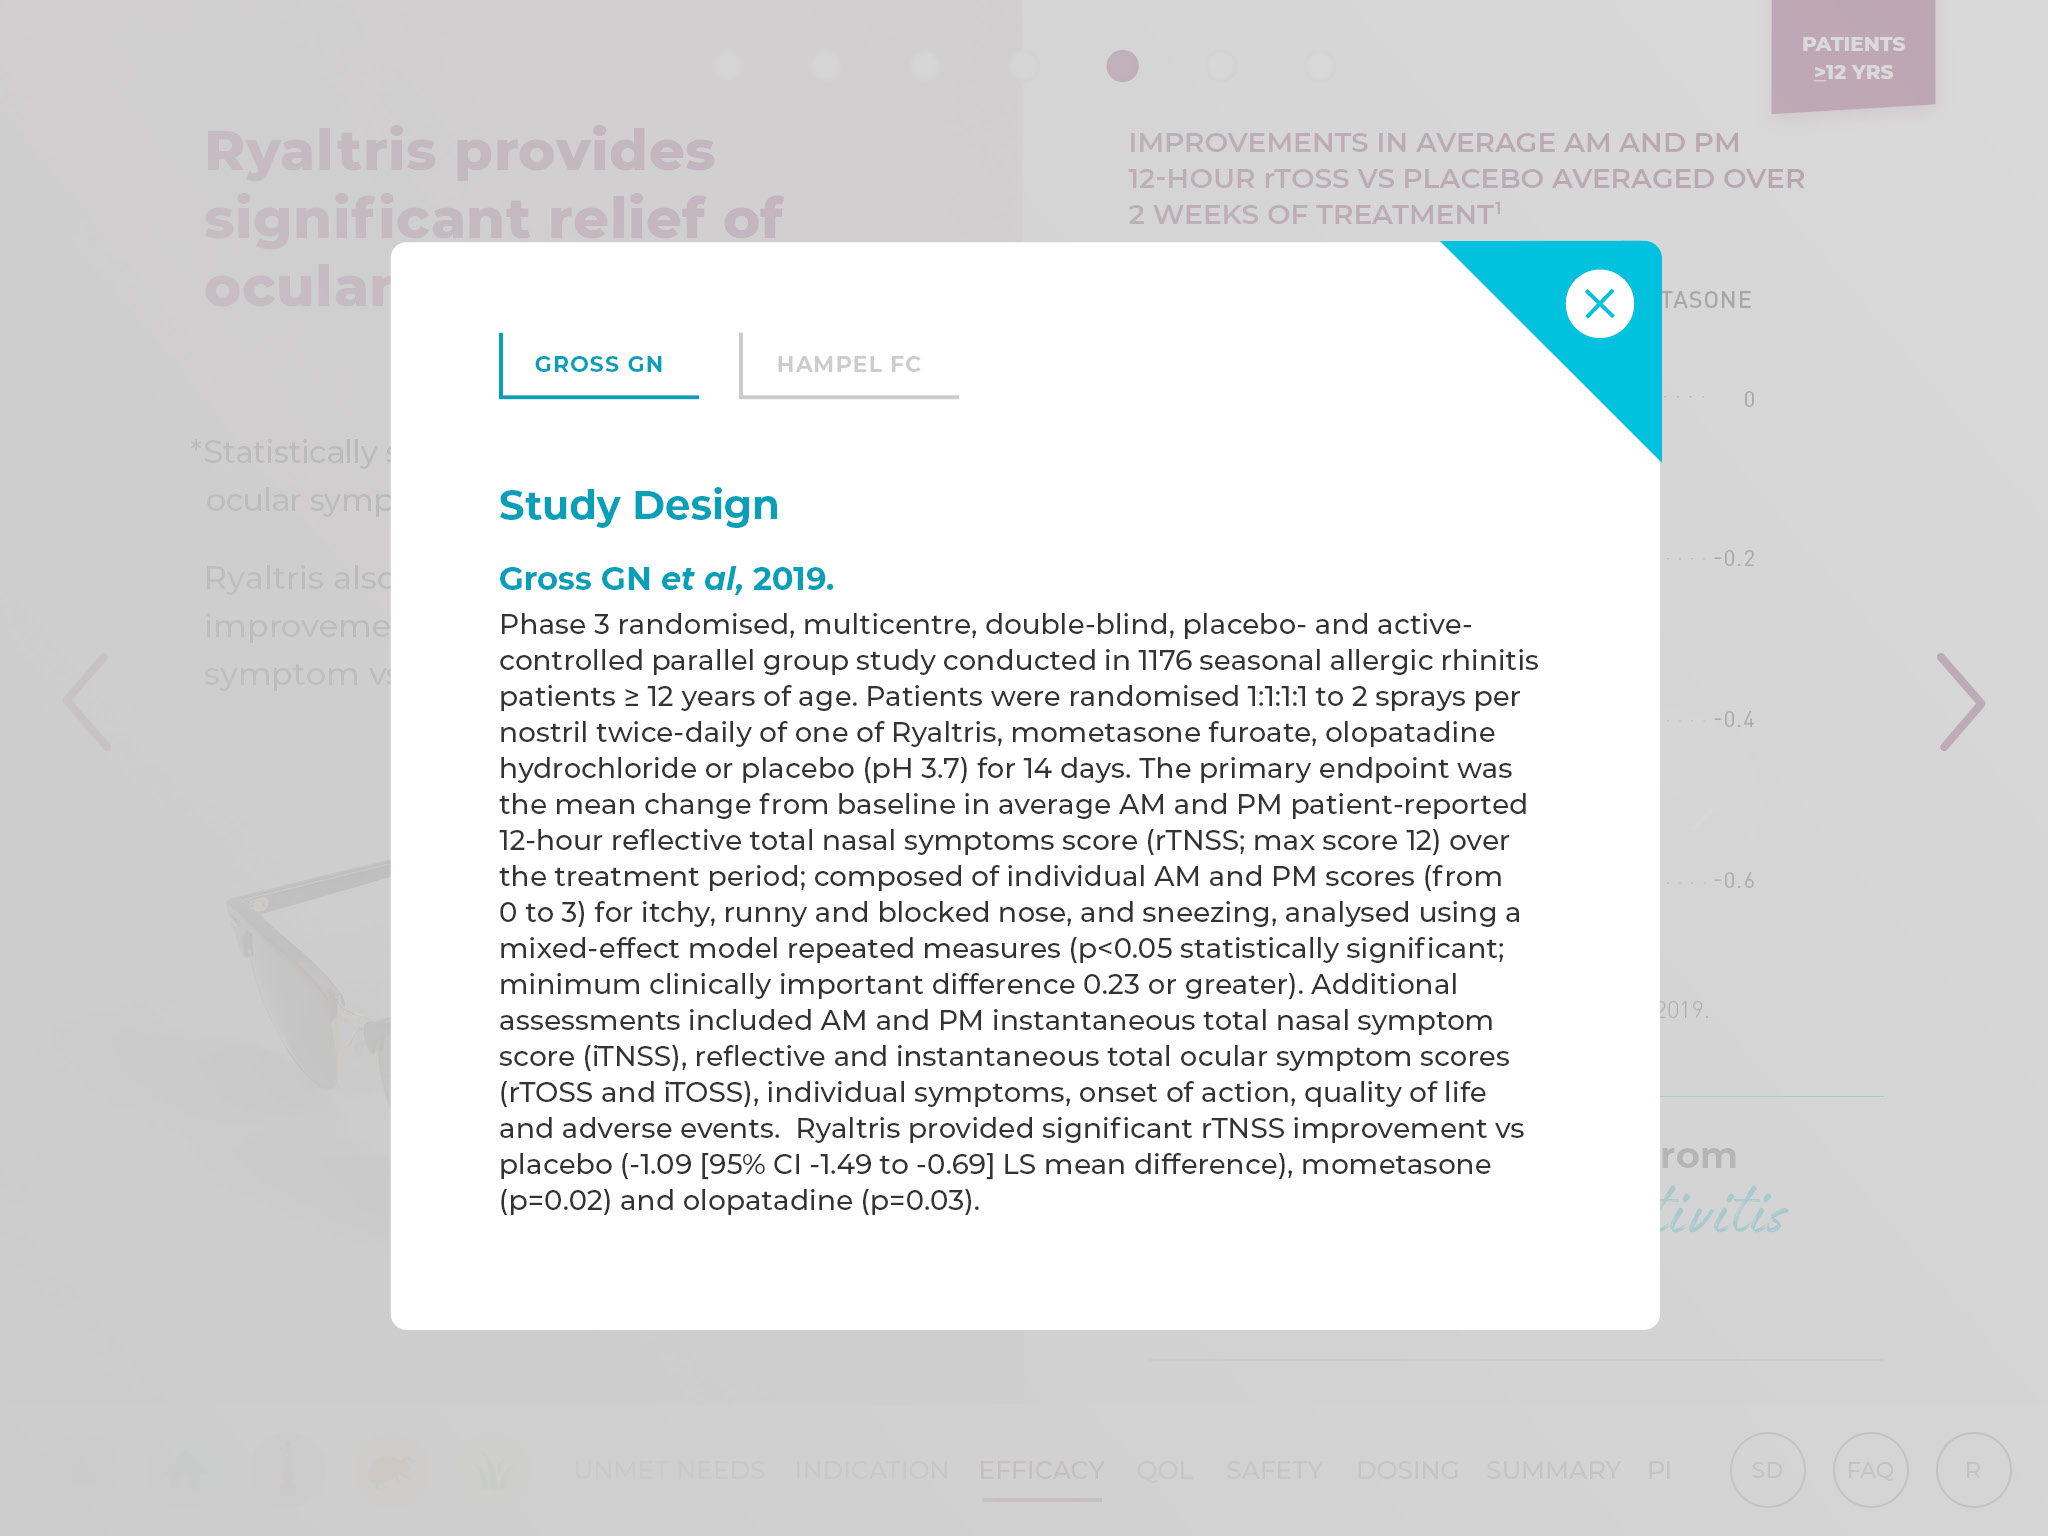 PATIENTS
≥12 YRS
Ryaltris provides
significant relief of
ocular
IMPROVEMENTS IN AVERAGE AM AND PM
12-HOUR rTOSS VS PLACEBO AVERAGED OVER
2 WEEKS OF TREATMENT¹
TASONE
0
-0.2
-0.4
-0.6
2019.
rom
tivitis
*Statistically s
ocular symp
Ryaltris also
improveme
symptom vs
GROSS GN
HAMPEL FC
Study Design
Gross GN et al, 2019.
Phase 3 randomised, multicentre, double-blind, placebo- and active-
controlled parallel group study conducted in 1176 seasonal allergic rhinitis
patients ≥ 12 years of age. Patients were randomised 1:1:1:1 to 2 sprays per
nostril twice-daily of one of Ryaltris, mometasone furoate, olopatadine
hydrochloride or placebo (pH 3.7) for 14 days. The primary endpoint was
the mean change from baseline in average AM and PM patient-reported
12-hour reflective total nasal symptoms score (rTNSS; max score 12) over
the treatment period; composed of individual AM and PM scores (from
0 to 3) for itchy, runny and blocked nose, and sneezing, analysed using a
mixed-effect model repeated measures (p<0.05 statistically significant;
minimum clinically important difference 0.23 or greater). Additional
assessments included AM and PM instantaneous total nasal symptom
score (iTNSS), reflective and instantaneous total ocular symptom scores
(rTOSS and iTOSS), individual symptoms, onset of action, quality of life
and adverse events.  Ryaltris provided significant rTNSS improvement vs
placebo (-1.09 [95% CI -1.49 to -0.69] LS mean difference), mometasone
(p=0.02) and olopatadine (p=0.03).
UNMET NEEDS INDICATION EFFICACY QOL SAFETY DOSING SUMMARY PI SD FAQ R